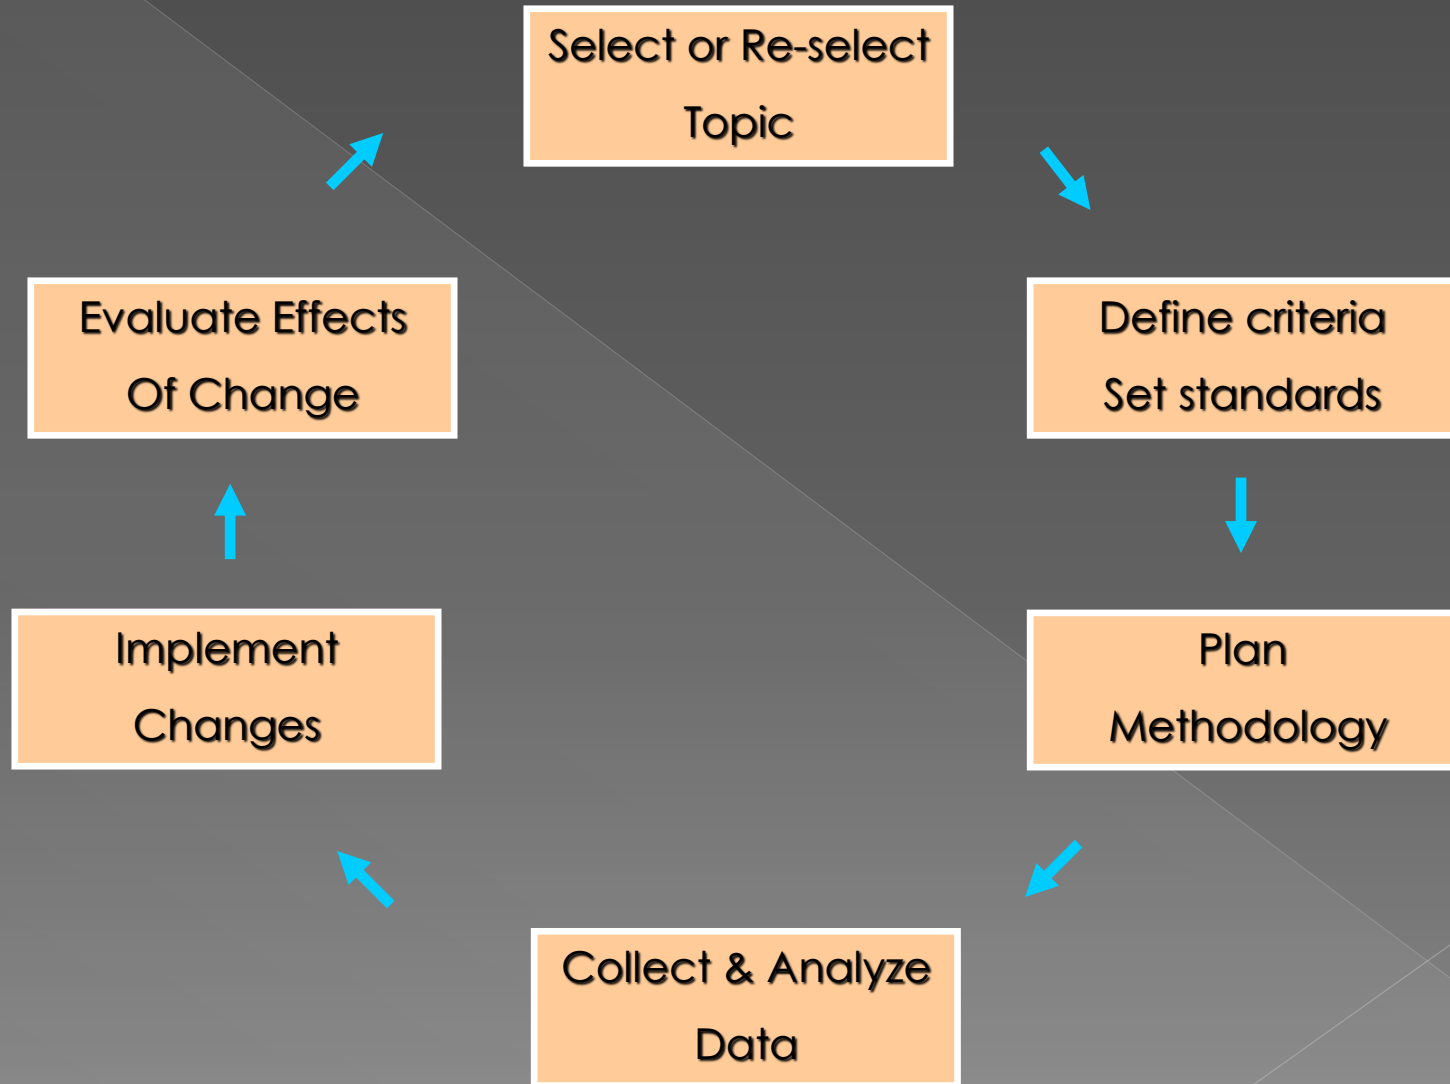 Select or Re-select
Topic
Define criteria
Set standards
Plan
Methodology
Collect & Analyze
Data
Implement
Changes
Evaluate Effects
Of Change